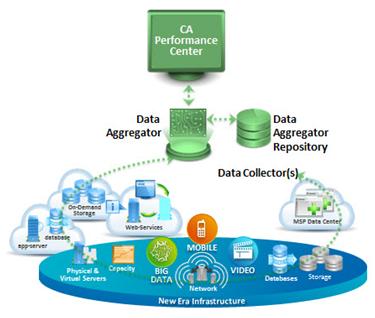 CA
Performance
Center
Data
Aggregator
Data
Aggregator
Repository
Data Collector(s)
On-Demand
Storage
database
app-server
Web-Services
MSP Data Center
MOBILE
Physical &
Virtual Servers
Capacity
BIG
DATA
Network
VIDEO
Databases
Storage
New Era Infrastructure